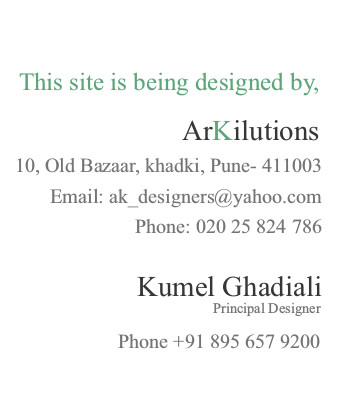 This site is being designed by,
ArKilutions
10, Old Bazaar, khadki, Pune- 411003
Email: ak_designers@yahoo.com
Phone: 020 25 824 786
Kumel Ghadiali
Principal Designer
Phone +91 895 657 9200